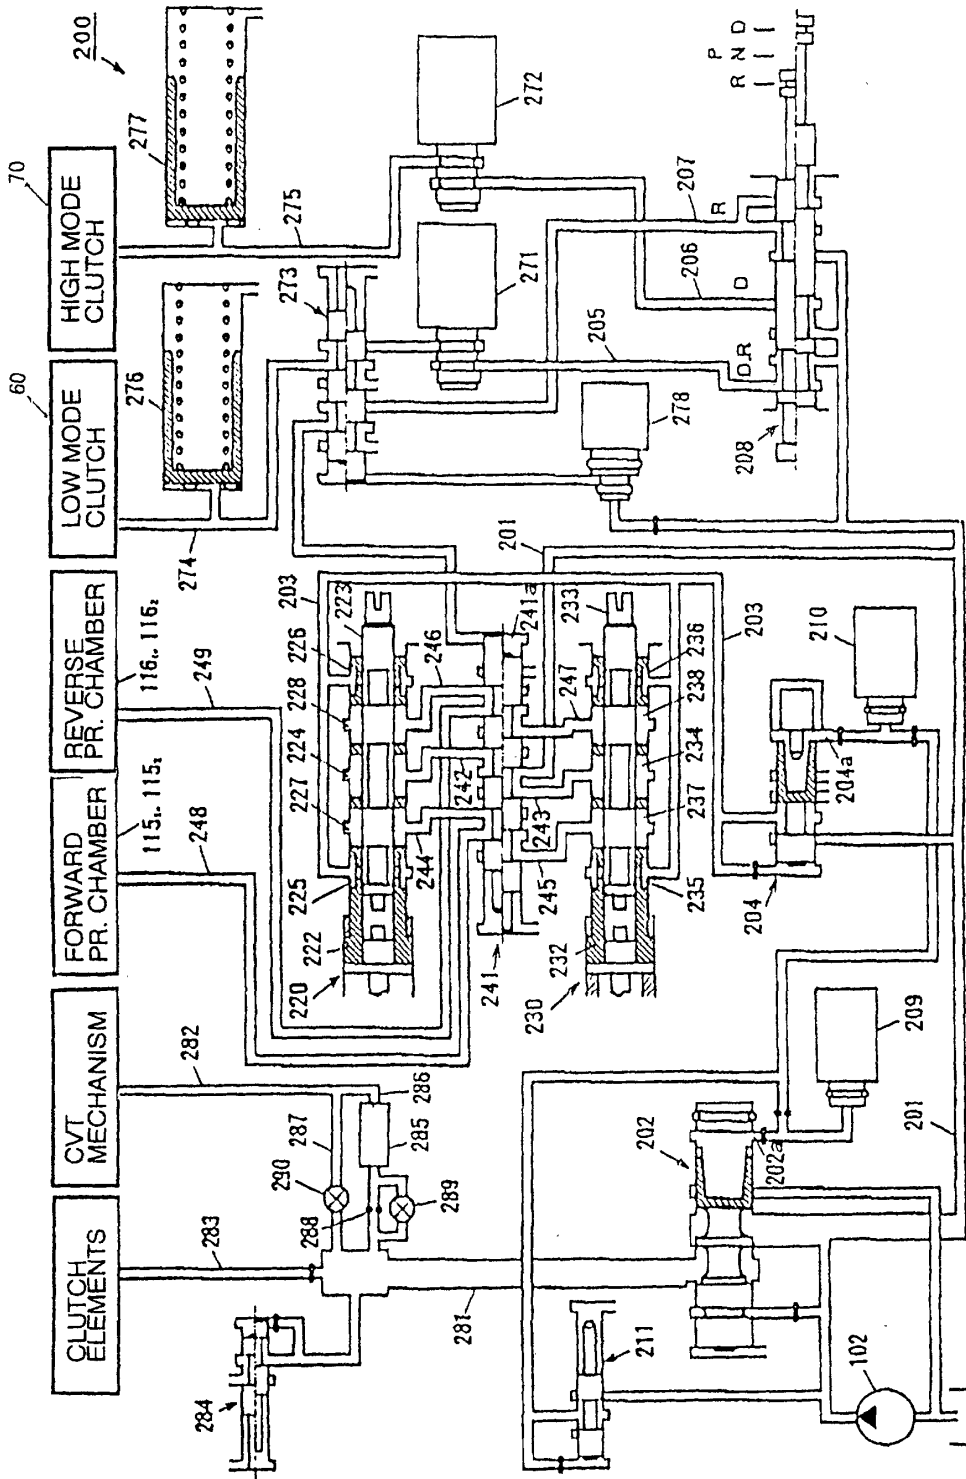 200
70
HIGH MODE
CLUTCH
60
LOW MODE
CLUTCH
REVERSE
PR. CHAMBER
FORWARD
PR. CHAMBER
CVT
MECHANISM
CLUTCH
ELEMENTS
277
276
275
274
273
272
271
116₁, 116₂
249
115₁, 115₂
248
282
283
203
223
226
228
224
227
225
222
220
246
242
244
241
241a
201
247
243
245
233
236
238
234
237
235
232
230
278
205
206
207
D.R
D
R
208
R
N
D
P
203
210
204a
204
287
290
288
286
285
289
284
281
202
202a
209
201
211
102